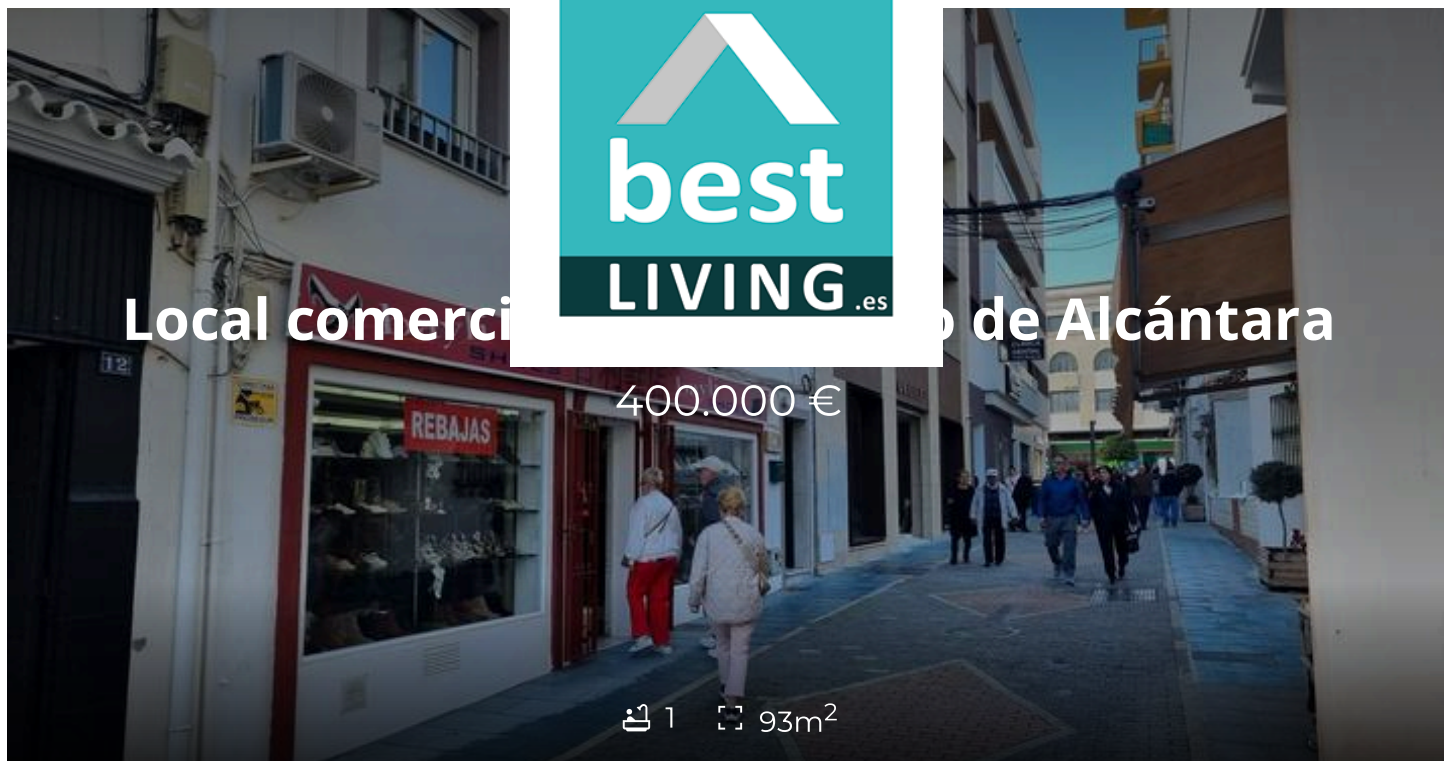 best
LIVING.es
Local comerci
o de Alcántara
12
400.000 €
REBAJAS
1
93m²